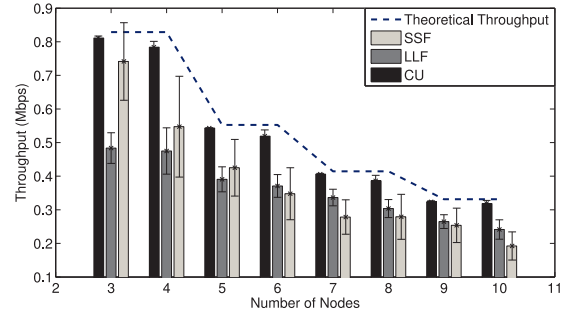 0.9
0.8
0.7
0.6
0.5
0.4
0.3
0.2
0.1
Throughput (Mbps)
Theoretical Throughput
SSF
LLF
CU
2 3 4 5 6 7 8 9 10 11
Number of Nodes